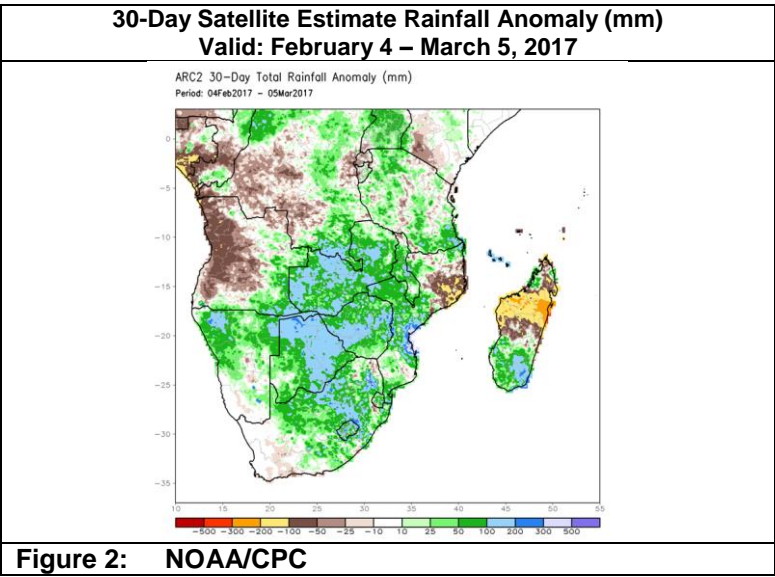 30-Day Satellite Estimate Rainfall Anomaly (mm)
Valid: February 4 – March 5, 2017
ARC2 30-Day Total Rainfall Anomaly (mm)
Period: 04Feb2017 - 05Mar2017
0
-5
-10
-15
-20
-25
-30
-35
10 15 20 25 30 35 40 45 50 55
-500 -300 -200 -100 -50 -25 -10 10 25 50 100 200 300 500
Figure 2: NOAA/CPC